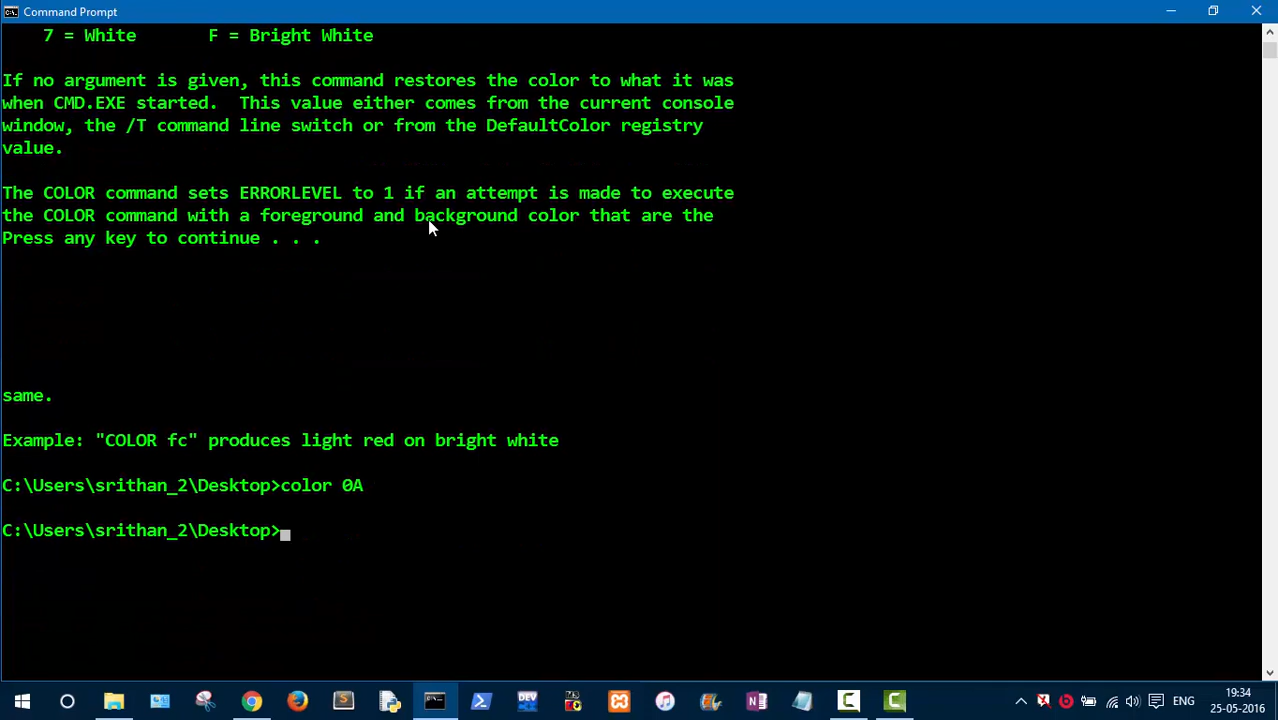 Command Prompt
7 = White       F = Bright White
If no argument is given, this command restores the color to what it was
when CMD.EXE started.  This value either comes from the current console
window, the /T command line switch or from the DefaultColor registry
value.
The COLOR command sets ERRORLEVEL to 1 if an attempt is made to execute
the COLOR command with a foreground and background color that are the
Press any key to continue . . .
same.
Example: "COLOR fc" produces light red on bright white
C:\Users\srithan_2\Desktop>color 0A
C:\Users\srithan_2\Desktop>
ENG
19:34
25-05-2016